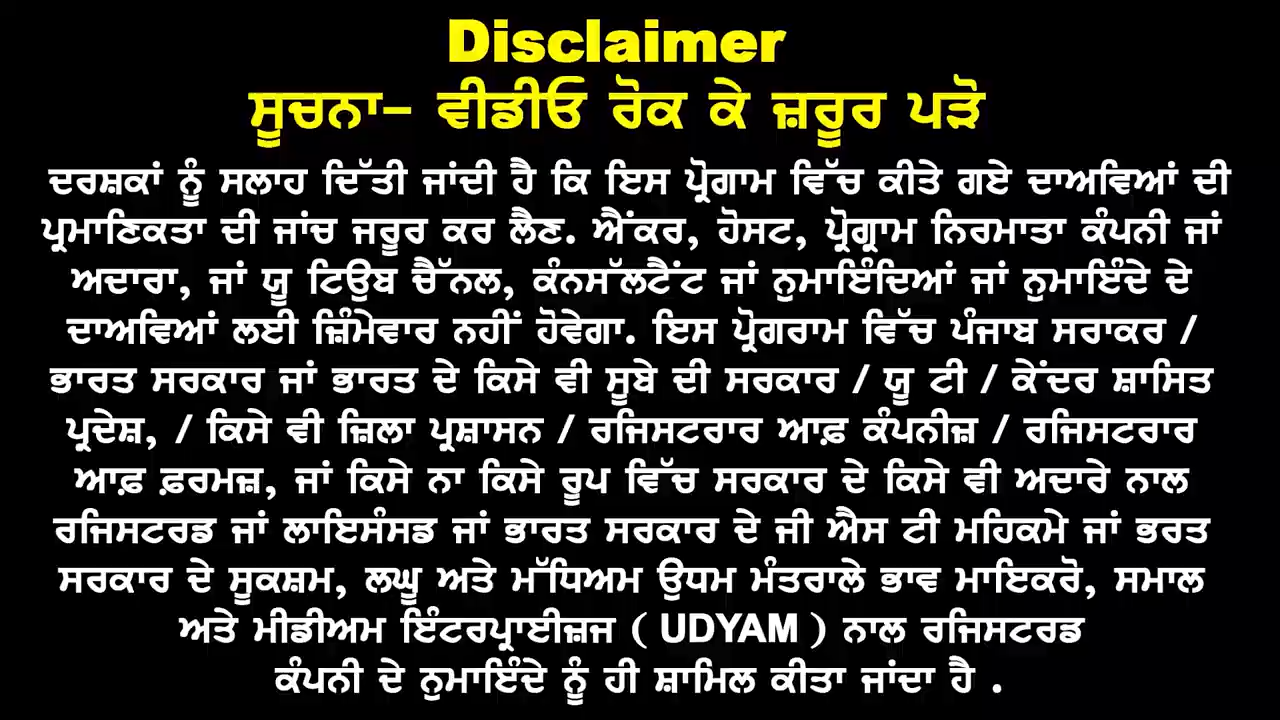 Disclaimer
ਸੂਚਨਾ- ਵੀਡੀਓ ਰੋਕ ਕੇ ਜ਼ਰੂਰ ਪੜੋ
ਦਰਸ਼ਕਾਂ ਨੂੰ ਸਲਾਹ ਦਿੱਤੀ ਜਾਂਦੀ ਹੈ ਕਿ ਇਸ ਪ੍ਰੋਗਾਮ ਵਿੱਚ ਕੀਤੇ ਗਏ ਦਾਅਵਿਆਂ ਦੀ
ਪ੍ਰਮਾਣਿਕਤਾ ਦੀ ਜਾਂਚ ਜਰੂਰ ਕਰ ਲੈਣ. ਐਂਕਰ, ਹੋਸਟ, ਪ੍ਰੋਗ੍ਰਾਮ ਨਿਰਮਾਤਾ ਕੰਪਨੀ ਜਾਂ
ਅਦਾਰਾ, ਜਾਂ ਯੂ ਟਿਉਬ ਚੈੱਨਲ, ਕੰਨਸੱਲਟੈਂਟ ਜਾਂ ਨੁਮਾਇੰਦਿਆਂ ਜਾਂ ਨੁਮਾਇੰਦੇ ਦੇ
ਦਾਅਵਿਆਂ ਲਈ ਜ਼ਿੰਮੇਵਾਰ ਨਹੀਂ ਹੋਵੇਗਾ. ਇਸ ਪ੍ਰੋਗਰਾਮ ਵਿੱਚ ਪੰਜਾਬ ਸਰਾਕਰ /
ਭਾਰਤ ਸਰਕਾਰ ਜਾਂ ਭਾਰਤ ਦੇ ਕਿਸੇ ਵੀ ਸੂਬੇ ਦੀ ਸਰਕਾਰ / ਯੂ ਟੀ / ਕੇਂਦਰ ਸ਼ਾਸਿਤ
ਪ੍ਰਦੇਸ਼, / ਕਿਸੇ ਵੀ ਜ਼ਿਲਾ ਪ੍ਰਸ਼ਾਸਨ / ਰਜਿਸਟਰਾਰ ਆਫ਼ ਕੰਪਨੀਜ਼ / ਰਜਿਸਟਰਾਰ
ਆਫ਼ ਫ਼ਰਮਜ਼, ਜਾਂ ਕਿਸੇ ਨਾ ਕਿਸੇ ਰੂਪ ਵਿੱਚ ਸਰਕਾਰ ਦੇ ਕਿਸੇ ਵੀ ਅਦਾਰੇ ਨਾਲ
ਰਜਿਸਟਰਡ ਜਾਂ ਲਾਇਸੰਸਡ ਜਾਂ ਭਾਰਤ ਸਰਕਾਰ ਦੇ ਜੀ ਐਸ ਟੀ ਮਹਿਕਮੇ ਜਾਂ ਭਰਤ
ਸਰਕਾਰ ਦੇ ਸੂਕਸ਼ਮ, ਲਘੂ ਅਤੇ ਮੱਧਿਅਮ ਉਧਮ ਮੰਤਰਾਲੇ ਭਾਵ ਮਾਇਕਰੋ, ਸਮਾਲ
ਅਤੇ ਮੀਡੀਅਮ ਇੰਟਰਪ੍ਰਾਈਜ਼ਜ ( UDYAM ) ਨਾਲ ਰਜਿਸਟਰਡ
ਕੰਪਨੀ ਦੇ ਨੁਮਾਇੰਦੇ ਨੂੰ ਹੀ ਸ਼ਾਮਿਲ ਕੀਤਾ ਜਾਂਦਾ ਹੈ .